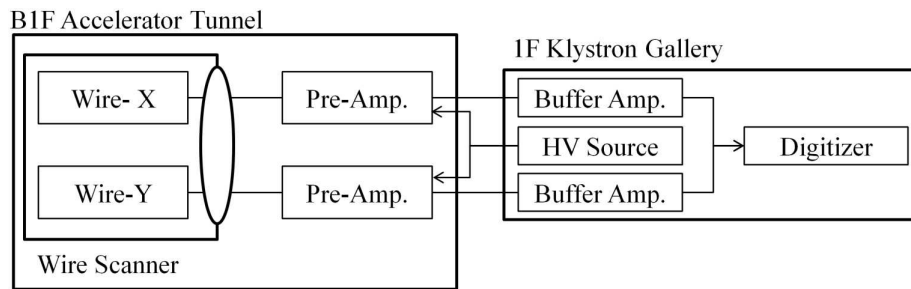 B1F Accelerator Tunnel
1F Klystron Gallery
Wire- X
Pre-Amp.
Buffer Amp.
HV Source
Digitizer
Wire-Y
Pre-Amp.
Buffer Amp.
Wire Scanner